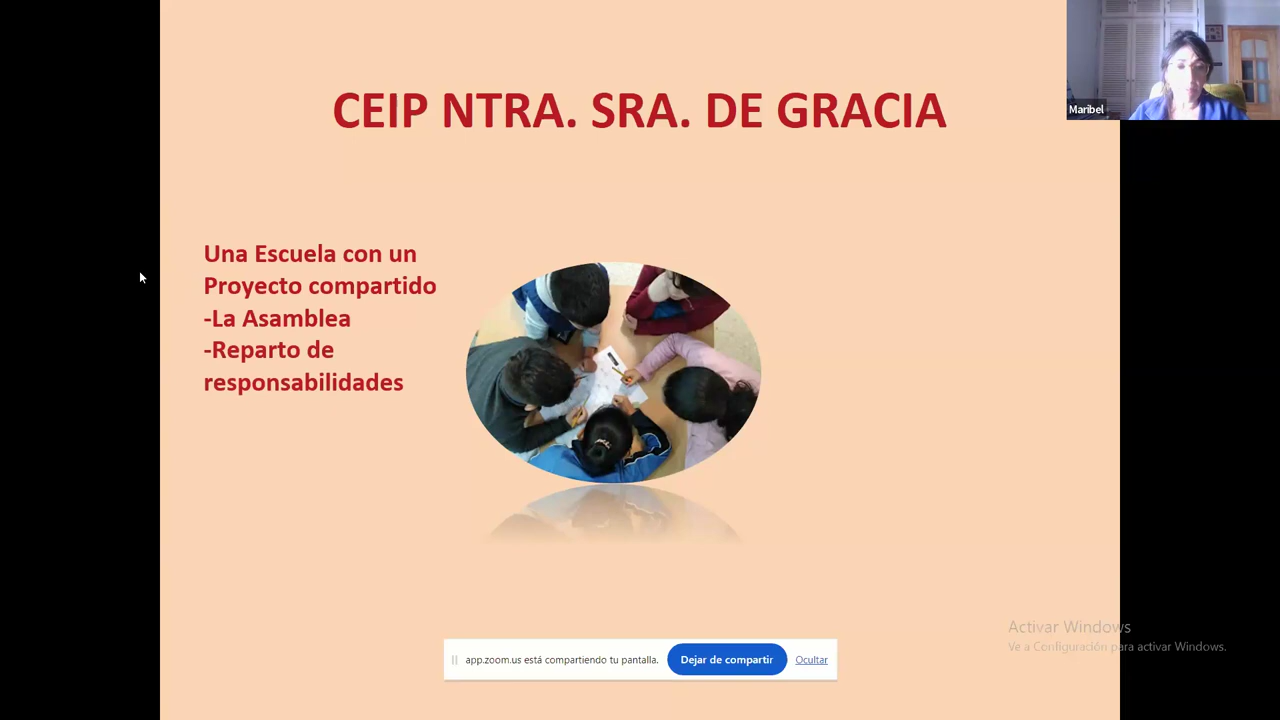 CEIP NTRA. SRA. DE GRACIA
Maribel
Una Escuela con un
Proyecto compartido
-La Asamblea
-Reparto de
responsabilidades
Activar Windows
Ve a Configuración para activar Windows.
app.zoom.us está compartiendo tu pantalla.
Dejar de compartir
Ocultar